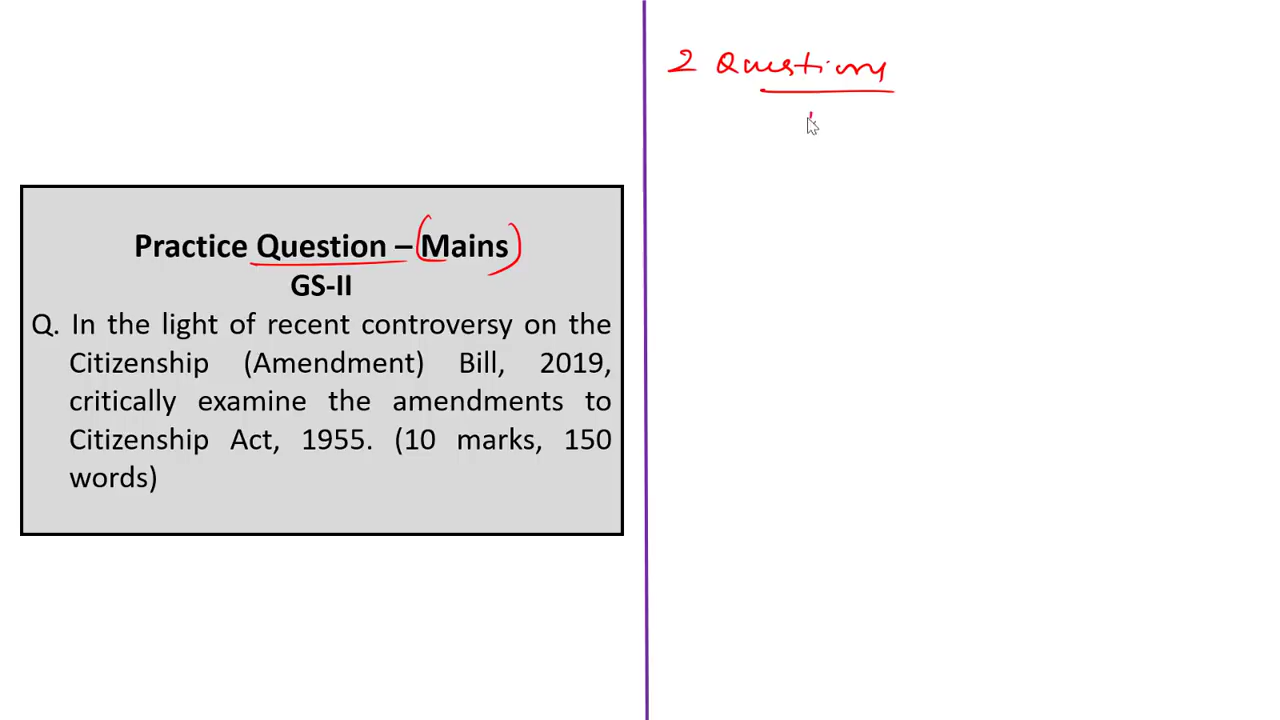 Practice Question – (Mains)
GS-II
Q. In the light of recent controversy on the
Citizenship (Amendment) Bill, 2019,
critically examine the amendments to
Citizenship Act, 1955. (10 marks, 150
words)
2 Questions